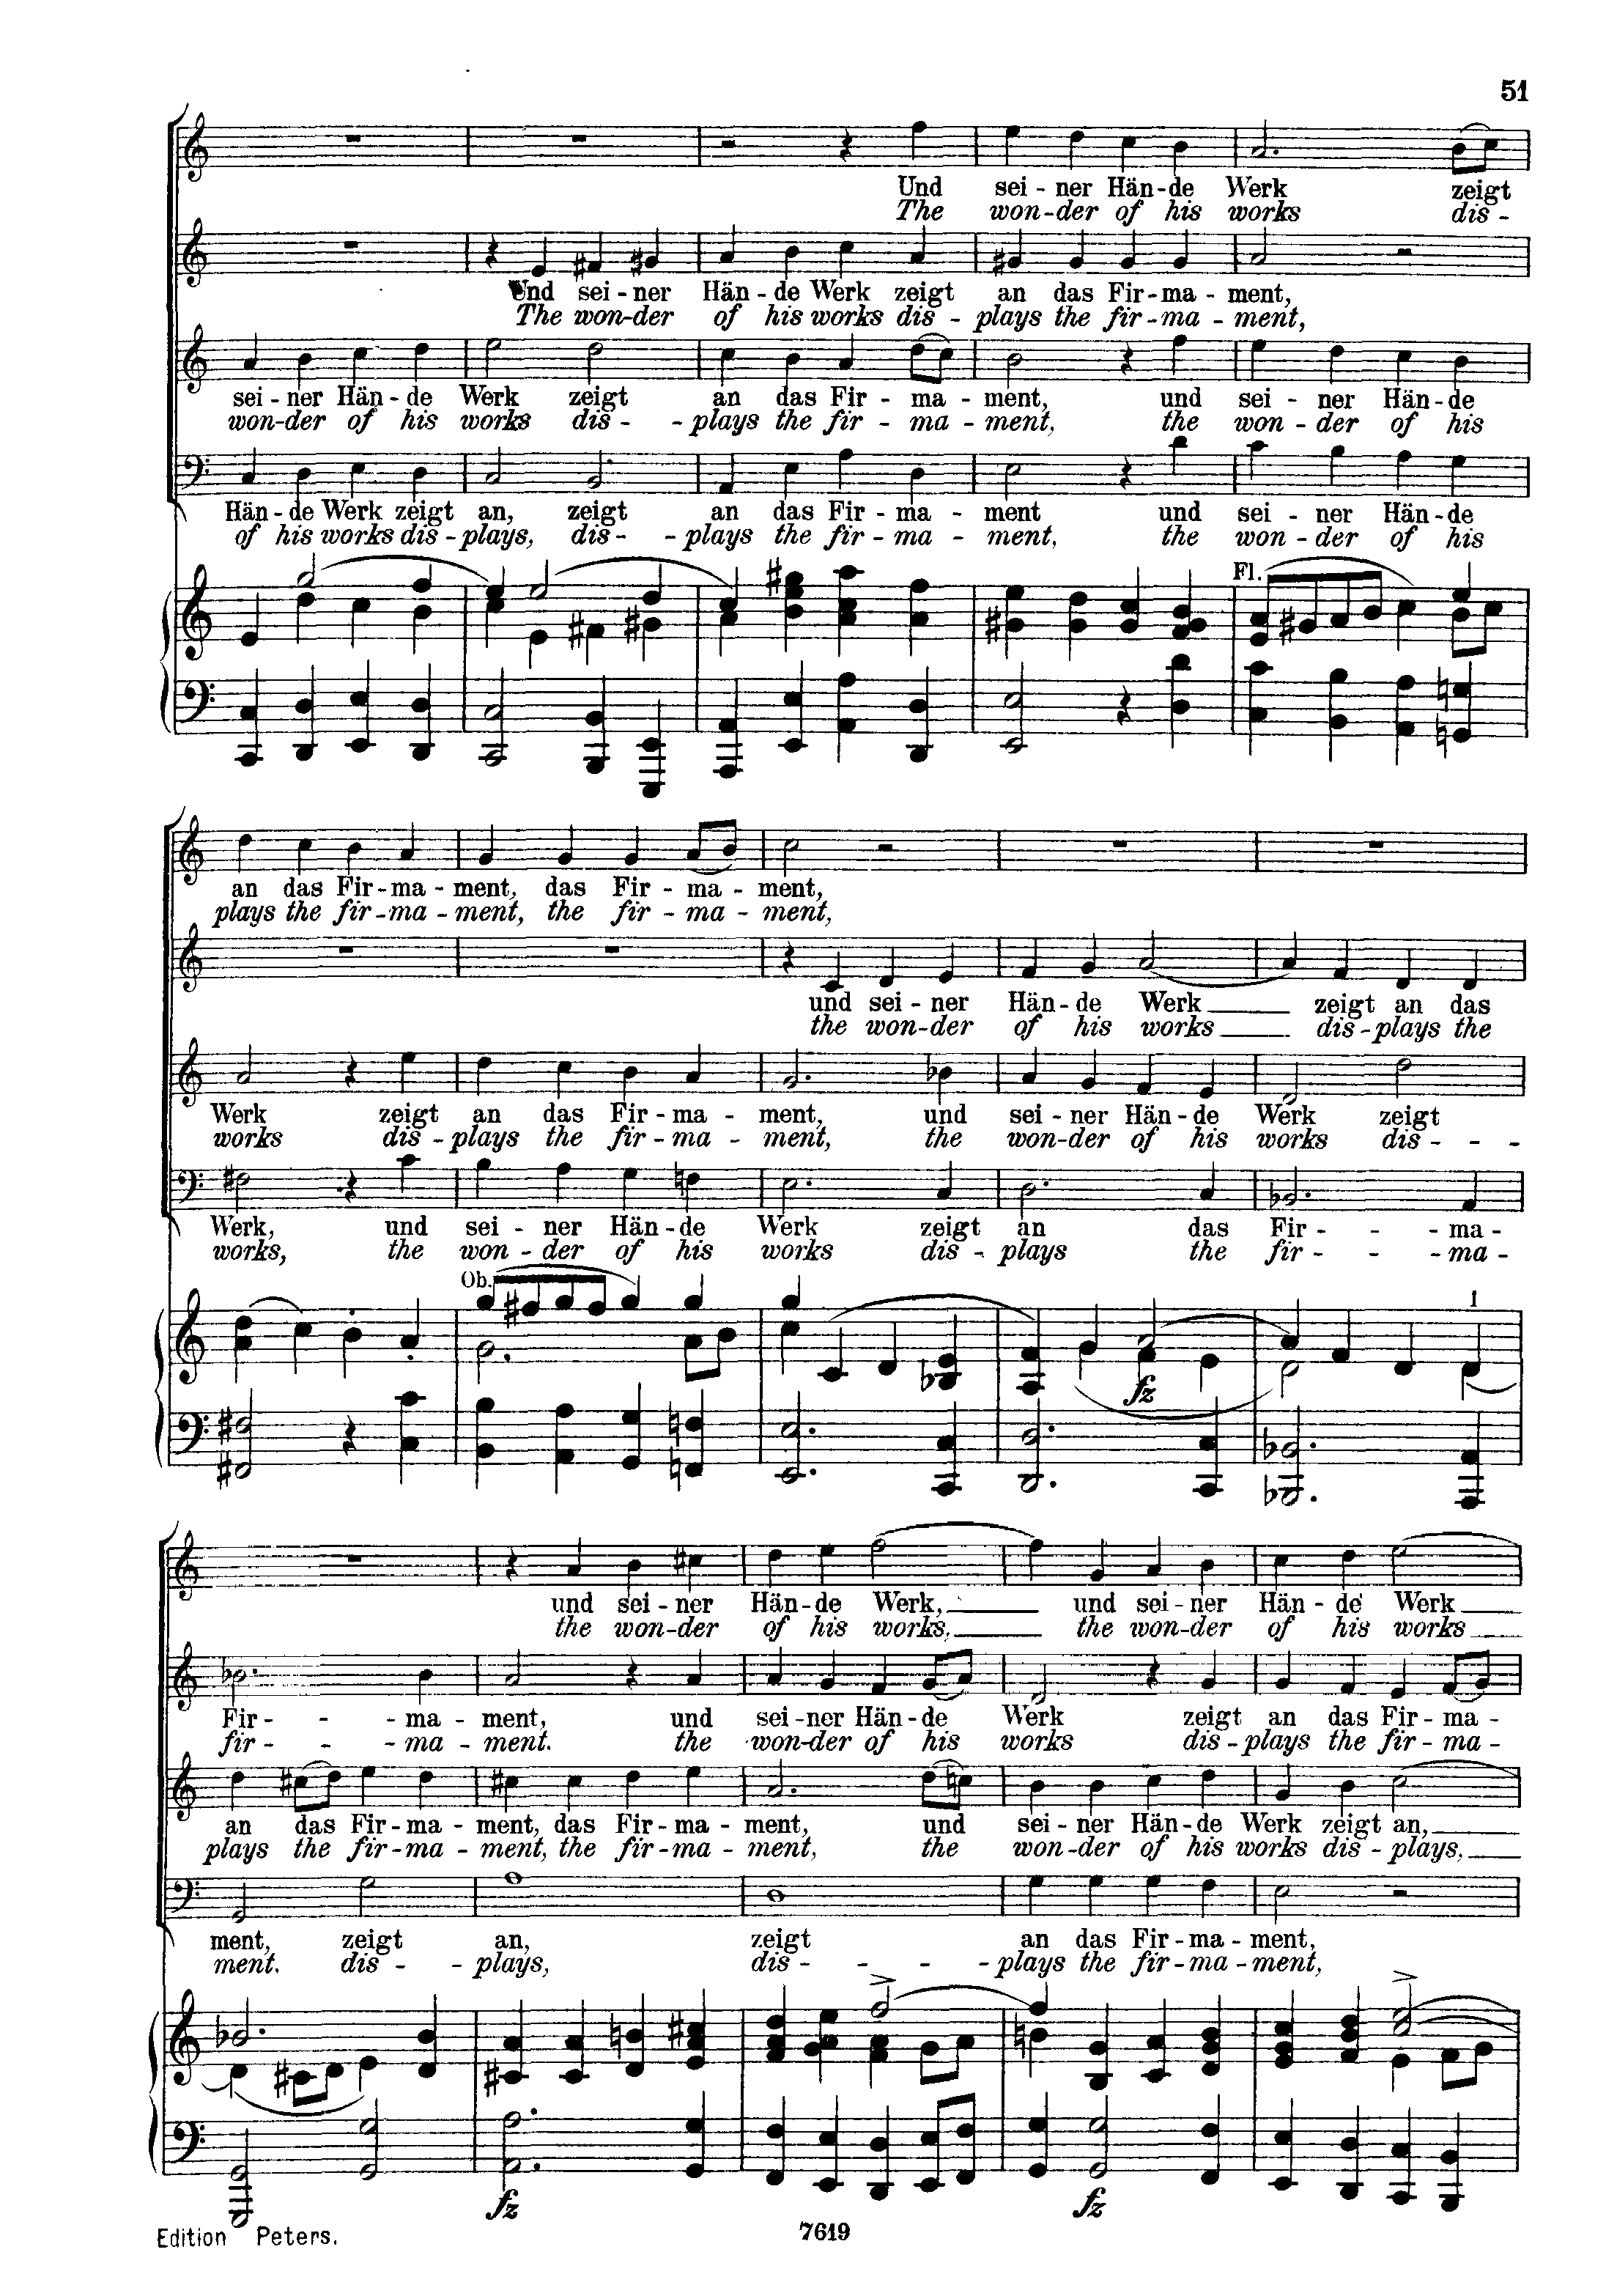 51
Und sei - ner Hän - de Werk zeigt
The won - der of his works dis -
Und sei - ner Hän - de Werk zeigt an das Fir - ma - ment,
The won - der of his works dis - plays the fir - ma - ment,
sei - ner Hän - de Werk zeigt an das Fir - ma - ment, und sei - ner Hän - de
won - der of his works dis - plays the fir - ma - ment, the won - der of his
Hän - de Werk zeigt an, zeigt an das Fir - ma - ment und sei - ner Hän - de
of his works dis - plays, dis - plays the fir - ma - ment, the won - der of his
Fl.
an das Fir - ma - ment, das Fir - ma - ment,
plays the fir - ma - ment, the fir - ma - ment,
und sei - ner Hän - de Werk zeigt an das
the won - der of his works dis - plays the
Werk zeigt an das Fir - ma - ment, und sei - ner Hän - de Werk zeigt
works dis - plays the fir - ma - ment, the won - der of his works dis -
Werk, und sei - ner Hän - de Werk zeigt an das Fir - ma -
works, the won - der of his works dis - plays the fir - ma -
Ob.
1
fz
und sei - ner Hän - de Werk, und sei - ner Hän - de Werk
the won - der of his works, the won - der of his works
Fir - ma - ment, und sei - ner Hän - de Werk zeigt an das Fir - ma -
fir - ma - ment. the won - der of his works dis - plays the fir - ma -
an das Fir - ma - ment, das Fir - ma - ment, und sei - ner Hän - de Werk zeigt an,
plays the fir - ma - ment, the fir - ma - ment, the won - der of his works dis - plays,
ment, zeigt an, zeigt an das Fir - ma - ment,
ment. dis - plays, dis - plays the fir - ma - ment,
fz fz
Edition Peters. 7619